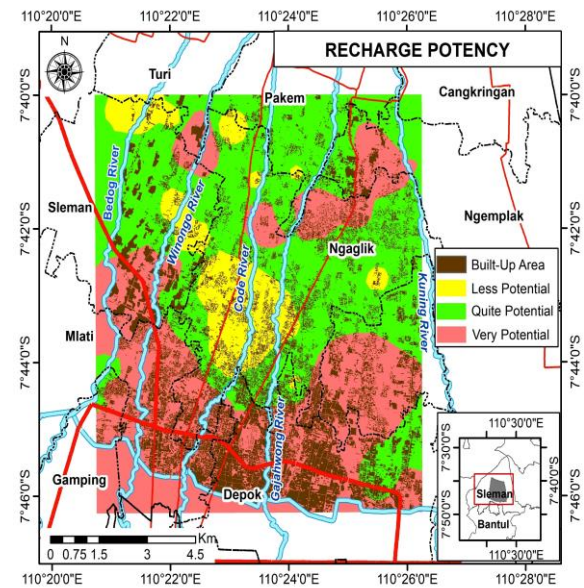 110°20'0"E 110°22'0"E 110°24'0"E 110°26'0"E 110°28'0"E
N
RECHARGE POTENCY
Turi
Pakem
Cangkringan
7°40'0"S
7°40'0"S
Bedog River
Winongo River
Sleman
Ngemplak
7°42'0"S
7°42'0"S
Ngaglik
Code River
Kuning River
Built-Up Area
Less Potential
Quite Potential
Very Potential
Mlati
7°44'0"S
7°44'0"S
Gajahwong River
Gamping
Depok
7°46'0"S
7°46'0"S
110°30'0"E
7°30'0"S
7°40'0"S
Sleman
7°50'0"S
Bantul
110°30'0"E
Km
0 0.75 1.5 3 4.5
110°20'0"E 110°22'0"E 110°24'0"E 110°26'0"E 110°28'0"E